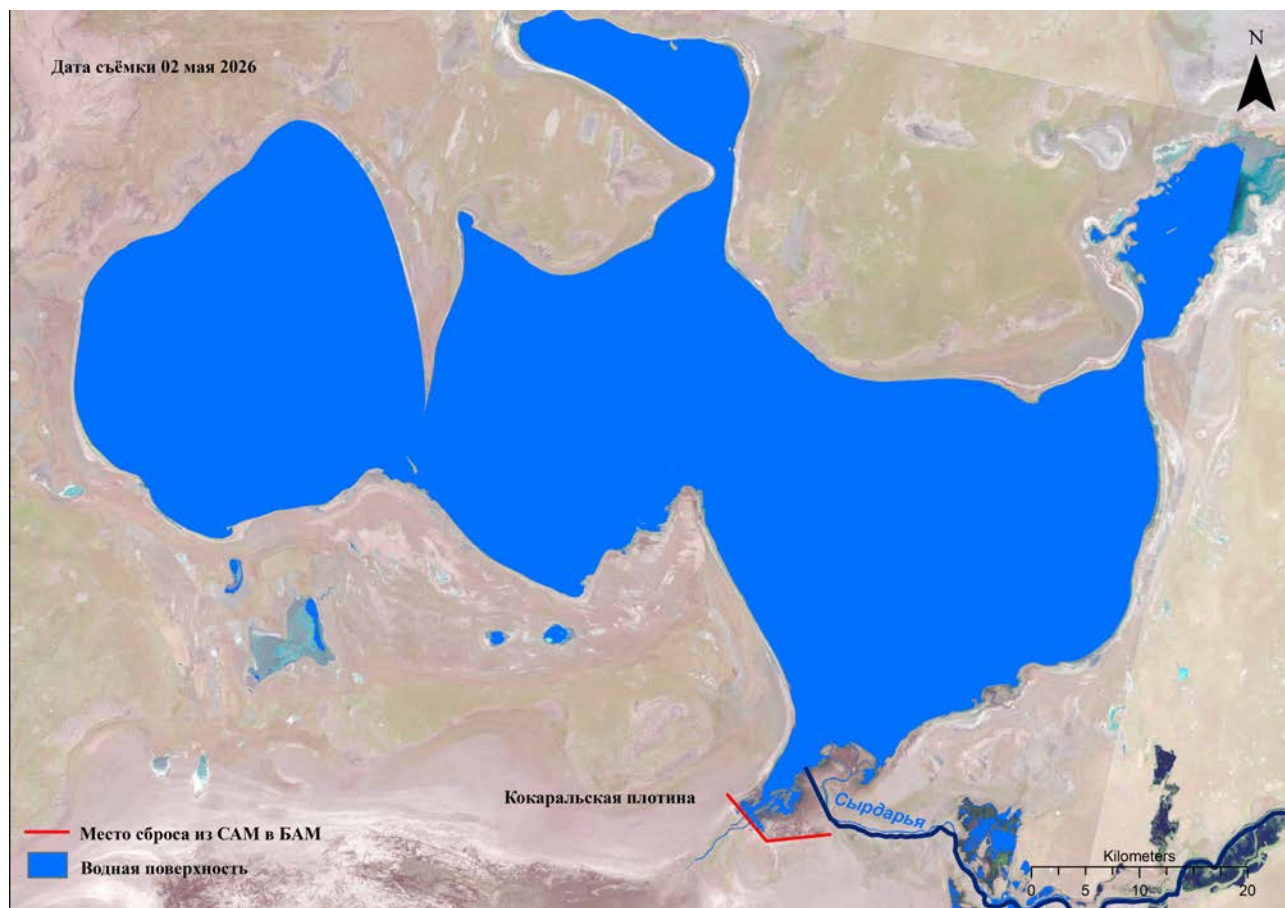 Дата съёмки 02 мая 2026
N
Кокаральская плотина
Сырдарья
Место сброса из САМ в БАМ
Водная поверхность
Kilometers
0 5 10 20